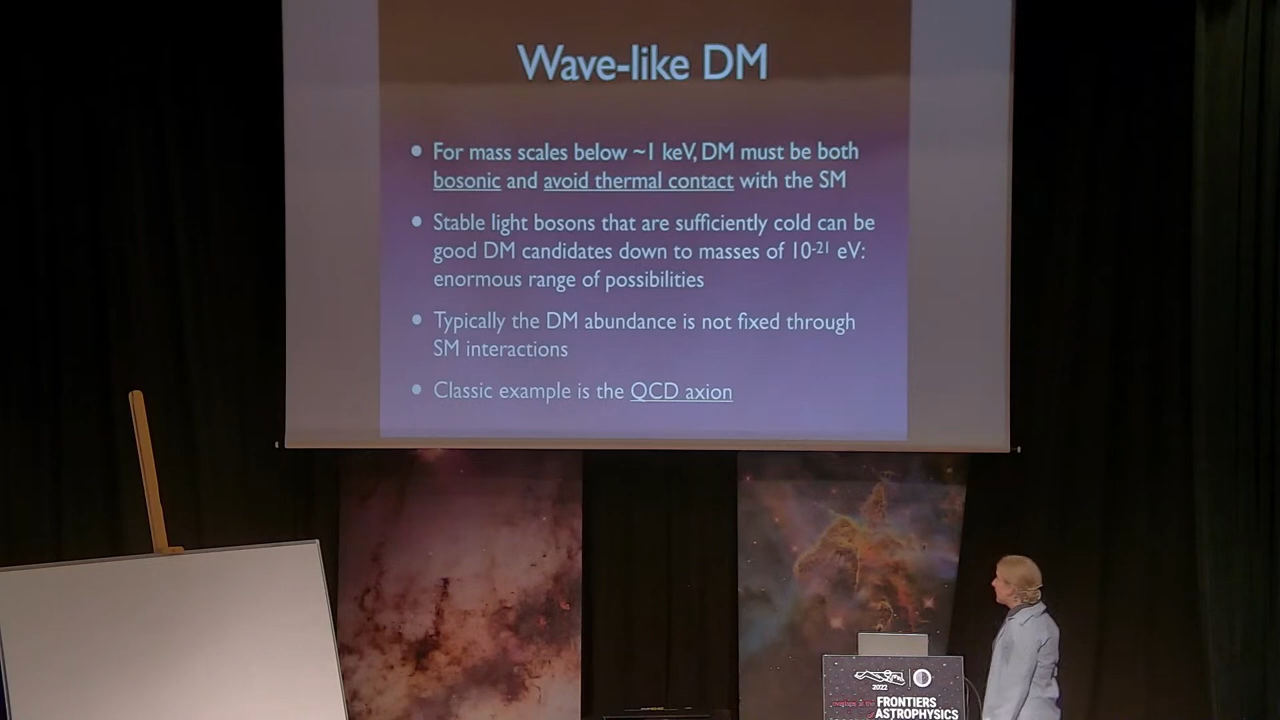 Wave-like DM
• For mass scales below ~1 keV, DM must be both
bosonic and avoid thermal contact with the SM
• Stable light bosons that are sufficiently cold can be
good DM candidates down to masses of 10⁻²¹ eV:
enormous range of possibilities
• Typically the DM abundance is not fixed through
SM interactions
• Classic example is the QCD axion
2022
FRONTIERS
ASTROPHYSICS